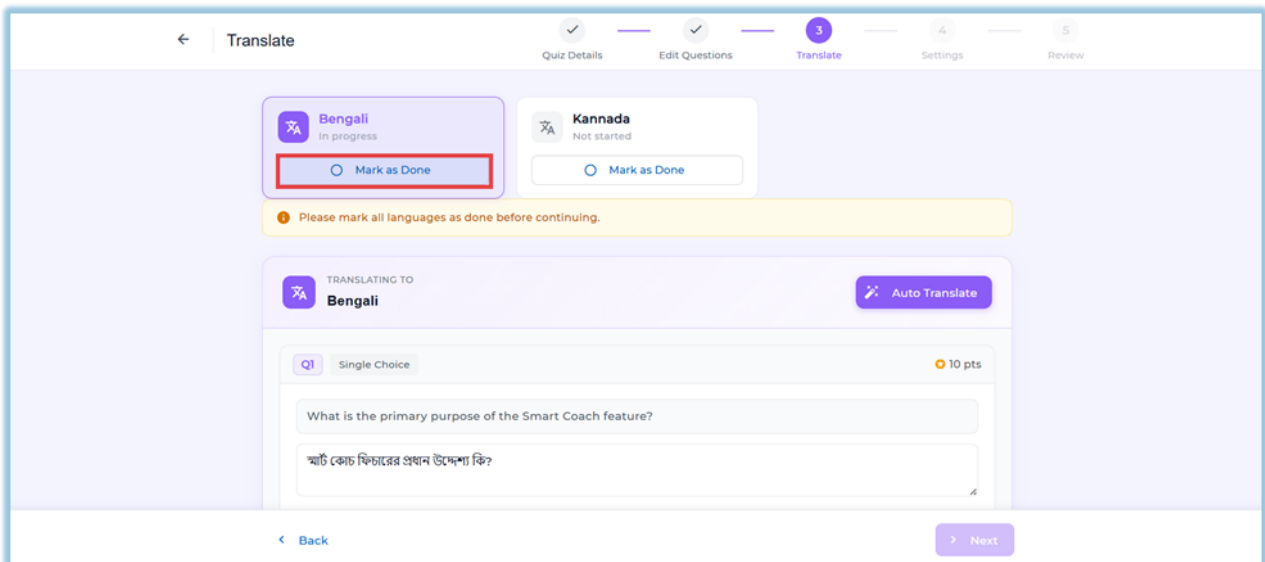 Translate
3
4
5
Quiz Details
Edit Questions
Translate
Settings
Review
Bengali
In progress
Mark as Done
Kannada
Not started
Mark as Done
Please mark all languages as done before continuing.
TRANSLATING TO
Bengali
Auto Translate
Q1 Single Choice
10 pts
What is the primary purpose of the Smart Coach feature?
স্মার্ট কোচ ফিচারের প্রধান উদ্দেশ্য কি?
Back
Next